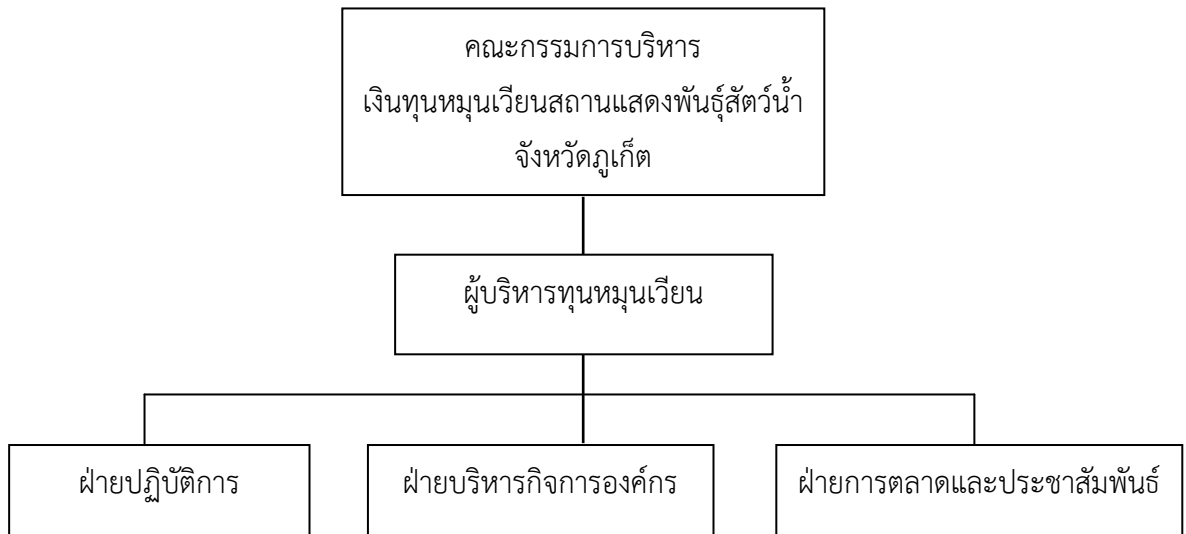 คณะกรรมการบริหาร
เงินทุนหมุนเวียนสถานแสดงพันธุ์สัตว์น้ำ
จังหวัดภูเก็ต
ผู้บริหารทุนหมุนเวียน
ฝ่ายปฏิบัติการ
ฝ่ายบริหารกิจการองค์กร
ฝ่ายการตลาดและประชาสัมพันธ์